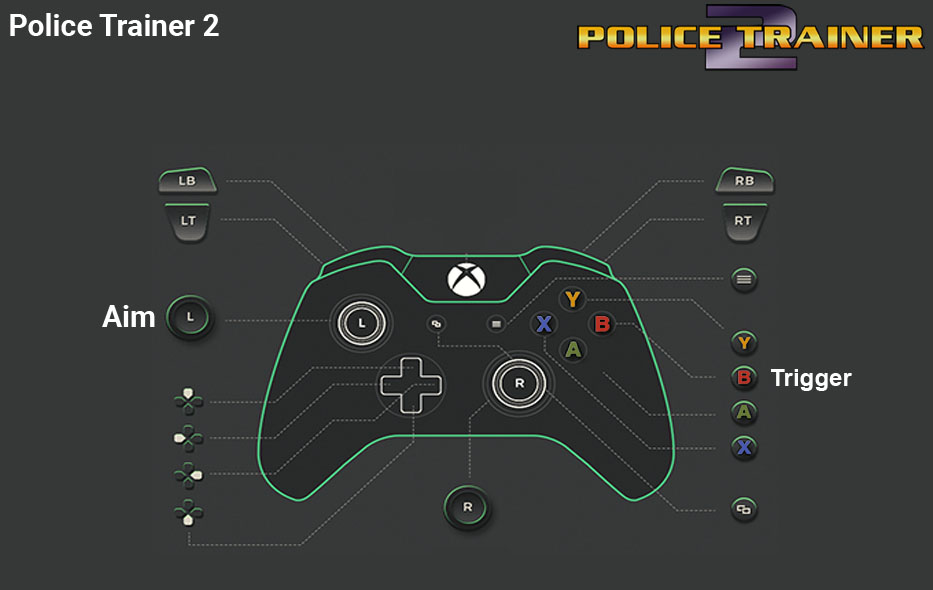 Police Trainer 2
POLICE TRAINER
2
LB
RB
LT
RT
Y
Aim
L
L
X
B
Y
A
R
B
Trigger
A
X
R